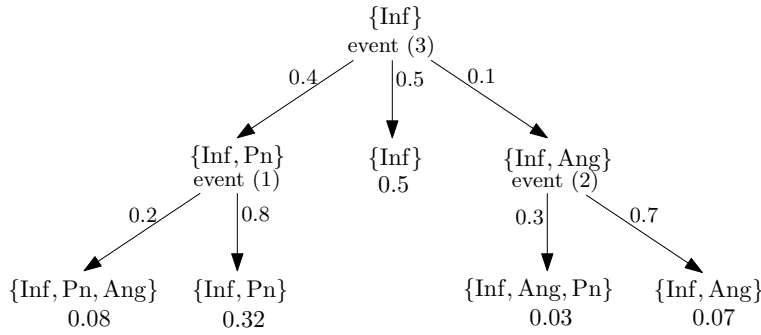 {Inf}
event (3)
0.4
0.5
0.1
{Inf, Pn}
{Inf}
{Inf, Ang}
event (1)
0.5
event (2)
0.2
0.8
0.3
0.7
{Inf, Pn, Ang}
{Inf, Pn}
{Inf, Ang, Pn}
{Inf, Ang}
0.08
0.32
0.03
0.07